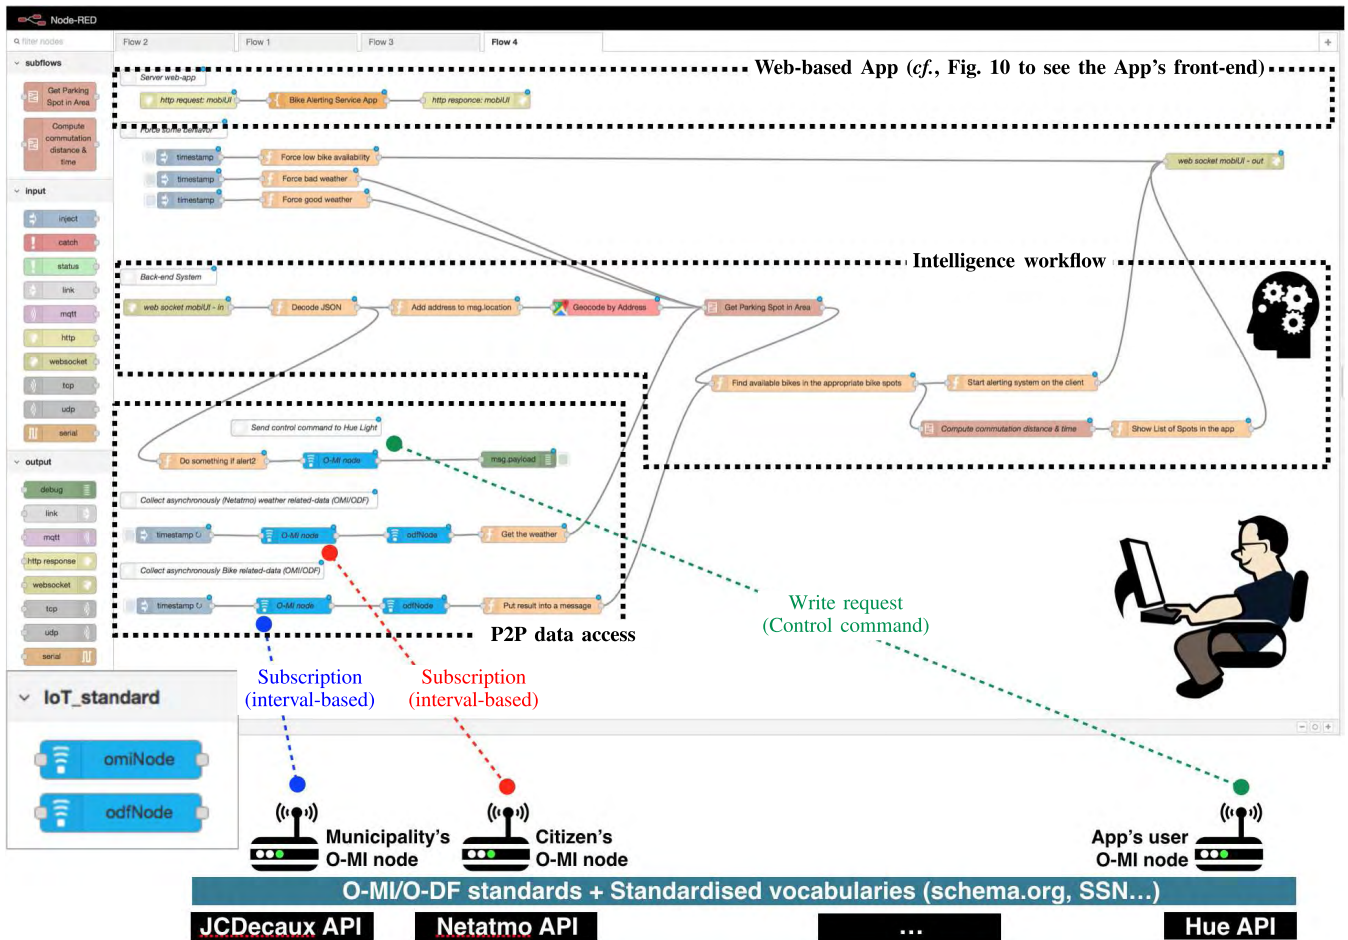 Node-RED
filter nodes
Flow 2
Flow 1
Flow 3
Flow 4
+
subflows
Get Parking
Spot in Area
Compute
commutation
distance &
time
input
inject
catch
status
link
mqtt
http
websocket
tcp
udp
serial
output
debug
link
mqtt
http response
websocket
tcp
udp
serial
IoT_standard
omiNode
odfNode
Server web-app
Web-based App (cf., Fig. 10 to see the App's front-end)
http request: mobiUI
Bike Alerting Service App
http responce: mobiUI
Force some behavior
timestamp
Force low bike availability
web socket mobiUI - out
timestamp
Force bad weather
timestamp
Force good weather
Intelligence workflow
Back-end System
web socket mobiUI - in
Decode JSON
Add address to msg.location
Geocode by Address
Get Parking Spot in Area
Find available bikes in the appropriate bike spots
Start alerting system on the client
Compute commutation distance & time
Show List of Spots in the app
Send control command to Hue Light
Do something if alert2
O-MI node
msg.payload
Collect asynchronously (Netatmo) weather related-data (OMI/ODF)
timestamp ↻
O-MI node
odfNode
Get the weather
Collect asynchronously Bike related-data (OMI/ODF)
timestamp ↻
O-MI node
odfNode
Put result into a message
P2P data access
Write request
(Control command)
Subscription
(interval-based)
Subscription
(interval-based)
Municipality's
O-MI node
Citizen's
O-MI node
App's user
O-MI node
O-MI/O-DF standards + Standardised vocabularies (schema.org, SSN...)
JCDecaux API
Netatmo API
...
Hue API